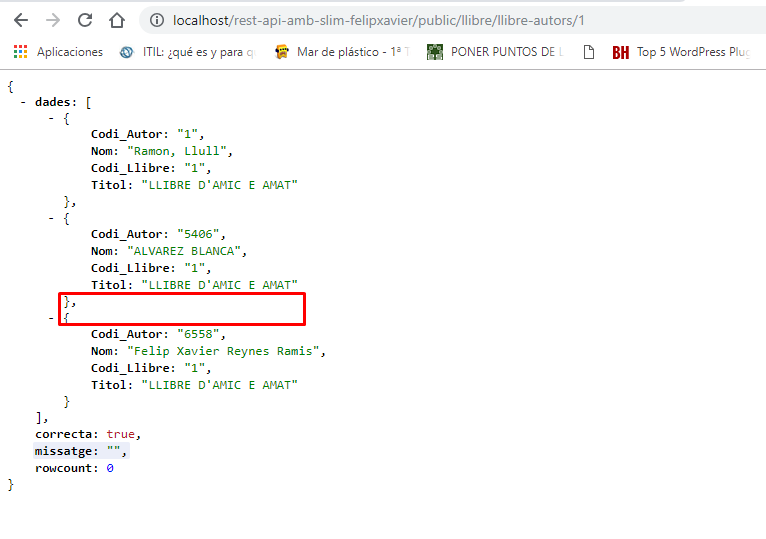 localhost/rest-api-amb-slim-felipxavier/public/llibre/llibre-autors/1
Aplicaciones ITIL: ¿qué es y para q Mar de plástico - 1ª T PONER PUNTOS DE L BH Top 5 WordPress Plug
{
- dades: [
- {
Codi_Autor: "1",
Nom: "Ramon, Llull",
Codi_Llibre: "1",
Titol: "LLIBRE D'AMIC E AMAT"
},
- {
Codi_Autor: "5406",
Nom: "ALVAREZ BLANCA",
Codi_Llibre: "1",
Titol: "LLIBRE D'AMIC E AMAT"
},
- {
Codi_Autor: "6558",
Nom: "Felip Xavier Reynes Ramis",
Codi_Llibre: "1",
Titol: "LLIBRE D'AMIC E AMAT"
}
],
correcta: true,
missatge: "",
rowcount: 0
}